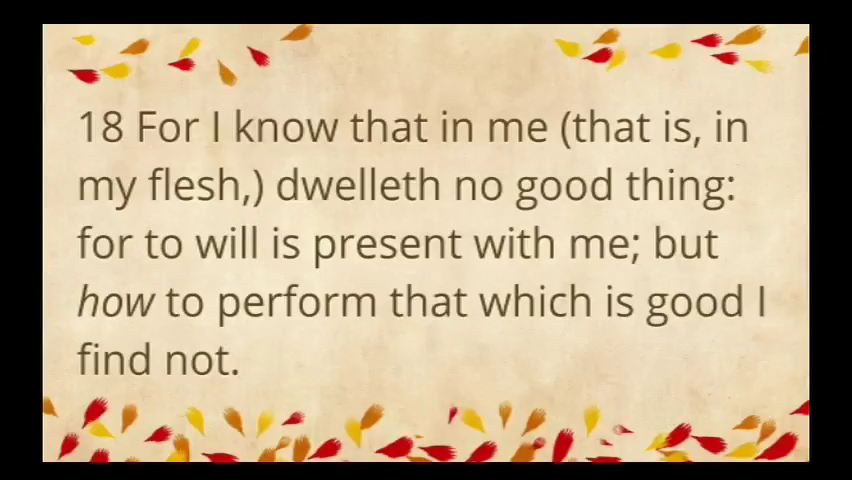 18 For I know that in me (that is, in
my flesh,) dwelleth no good thing:
for to will is present with me; but
how to perform that which is good I
find not.